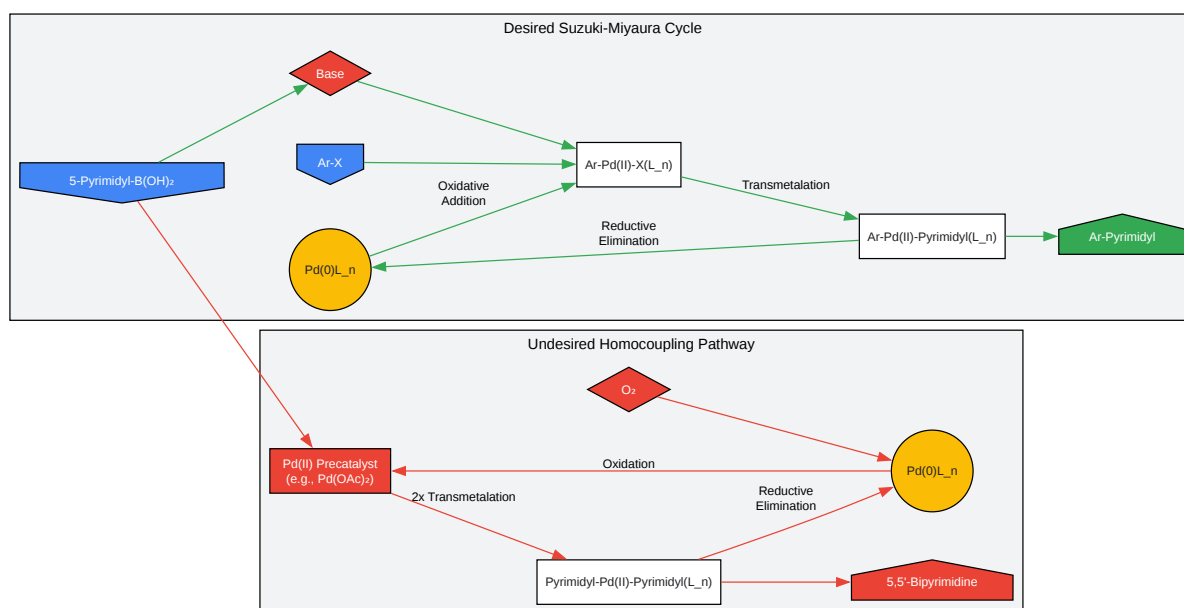 Desired Suzuki-Miyaura Cycle
Base
5-Pyrimidyl-B(OH)₂
Ar-X
Ar-Pd(II)-X(L_n)
Oxidative
Addition
Transmetalation
Reductive
Elimination
Ar-Pd(II)-Pyrimidyl(L_n)
Ar-Pyrimidyl
Pd(0)L_n
Undesired Homocoupling Pathway
O₂
Pd(II) Precatalyst
(e.g., Pd(OAc)₂)
Oxidation
Pd(0)L_n
2x Transmetalation
Reductive
Elimination
Pyrimidyl-Pd(II)-Pyrimidyl(L_n)
5,5'-Bipyrimidine